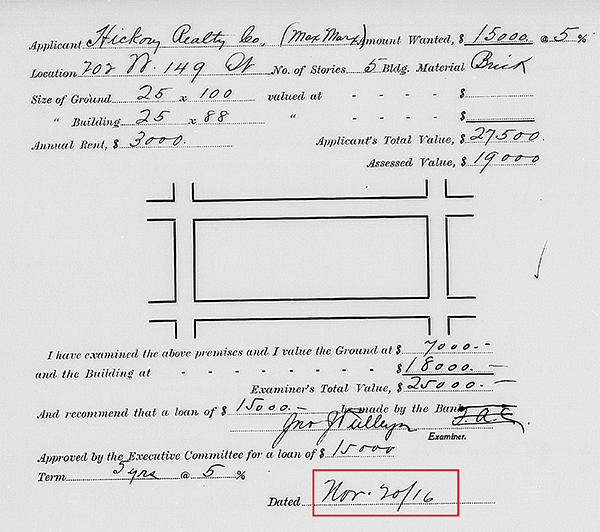 Applicant Hickory Realty Co. (Max Marx) Amount Wanted, $ 15000. @ 5 %
Location 702 W. 149 St No. of Stories 5 Bldg. Material Brick
Size of Ground 25 x 100 valued at - - - - $
" Building 25 x 88 " - - - - $
Annual Rent, $ 3000. Applicant's Total Value, $ 27500.
Assessed Value, $ 19000
I have examined the above premises and I value the Ground at $ 7000.-
and the Building at - - - - - - - - $ 18000.-
Examiner's Total Value, $ 25000.-
And recommend that a loan of $ 15000.- be made by the Bank
Jno J
Examiner.
Approved by the Executive Committee for a loan of $ 15000
Term 3 yrs @ 5 %
Dated Nov. 20/16